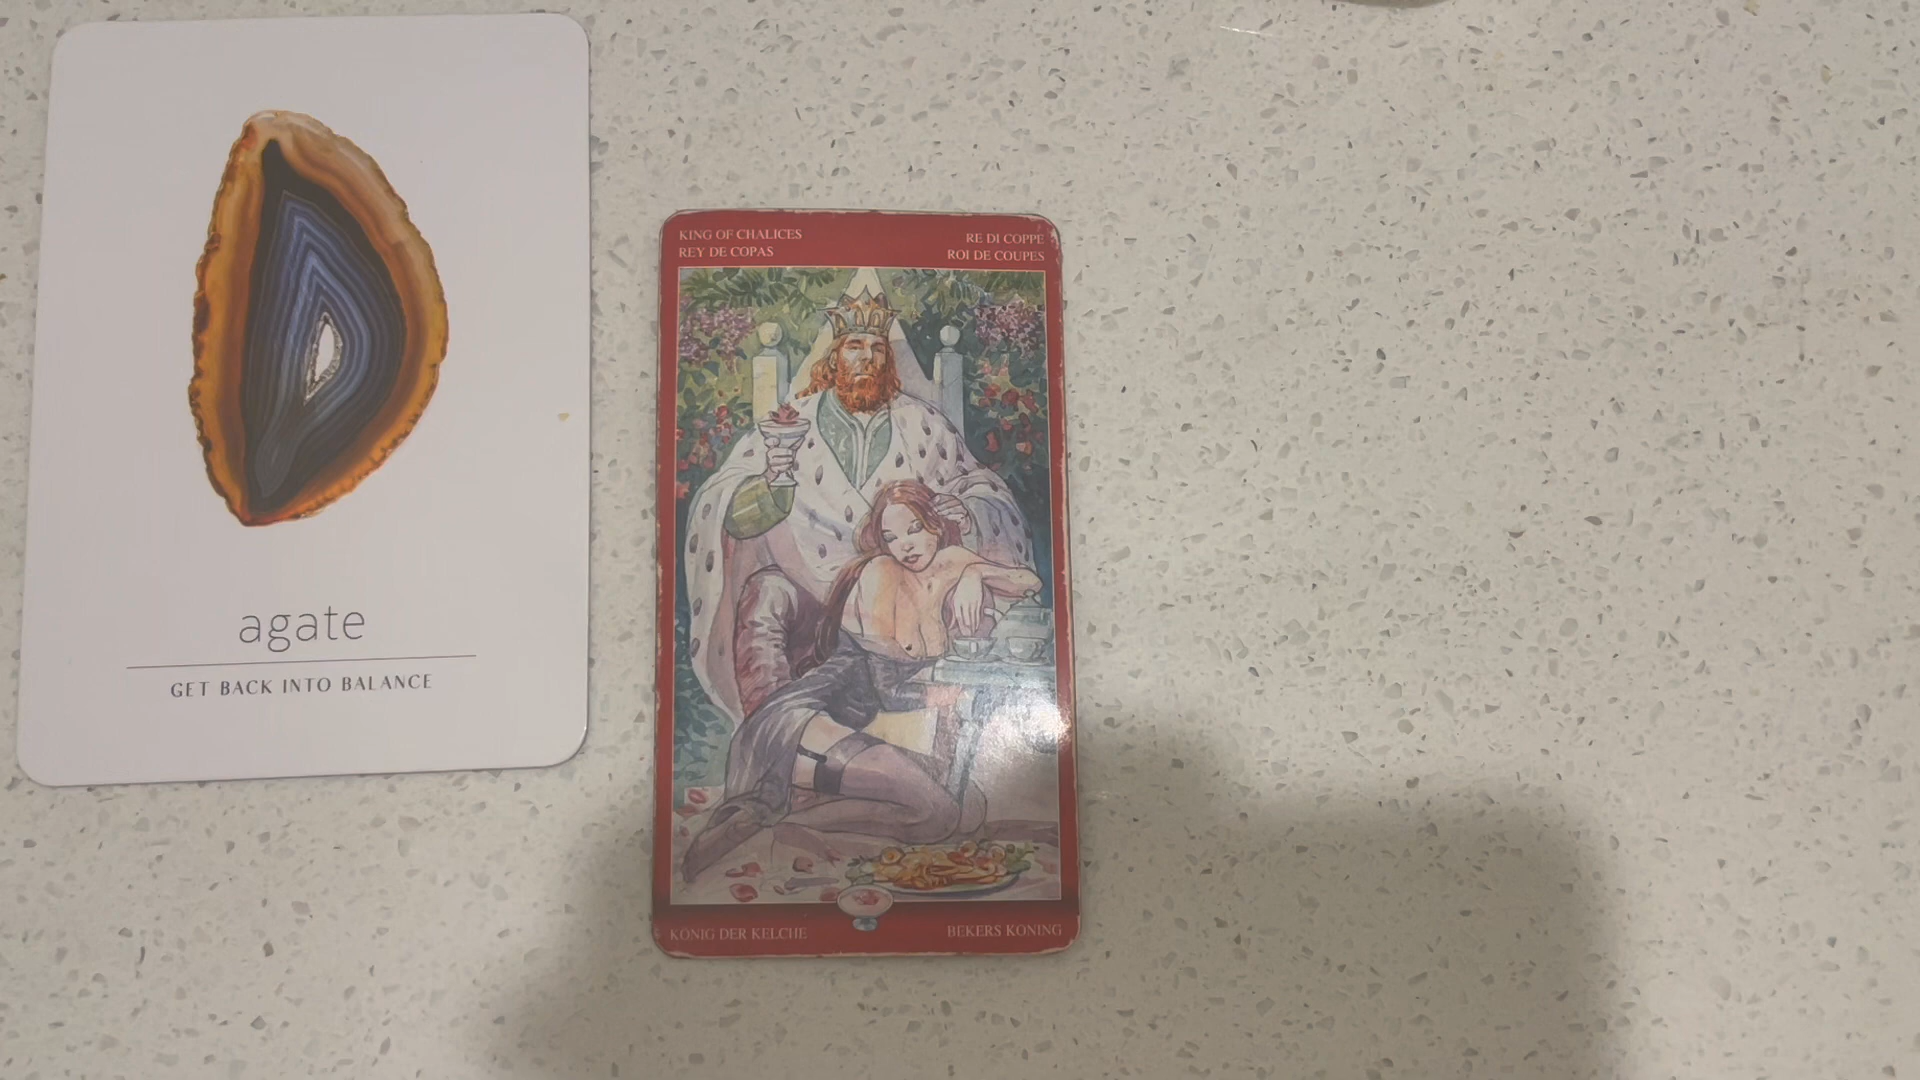 agate
GET BACK INTO BALANCE
KING OF CHALICES
REY DE COPAS
RE DI COPPE
ROI DE COUPES
KÖNIG DER KELCHE
BEKERS KONING